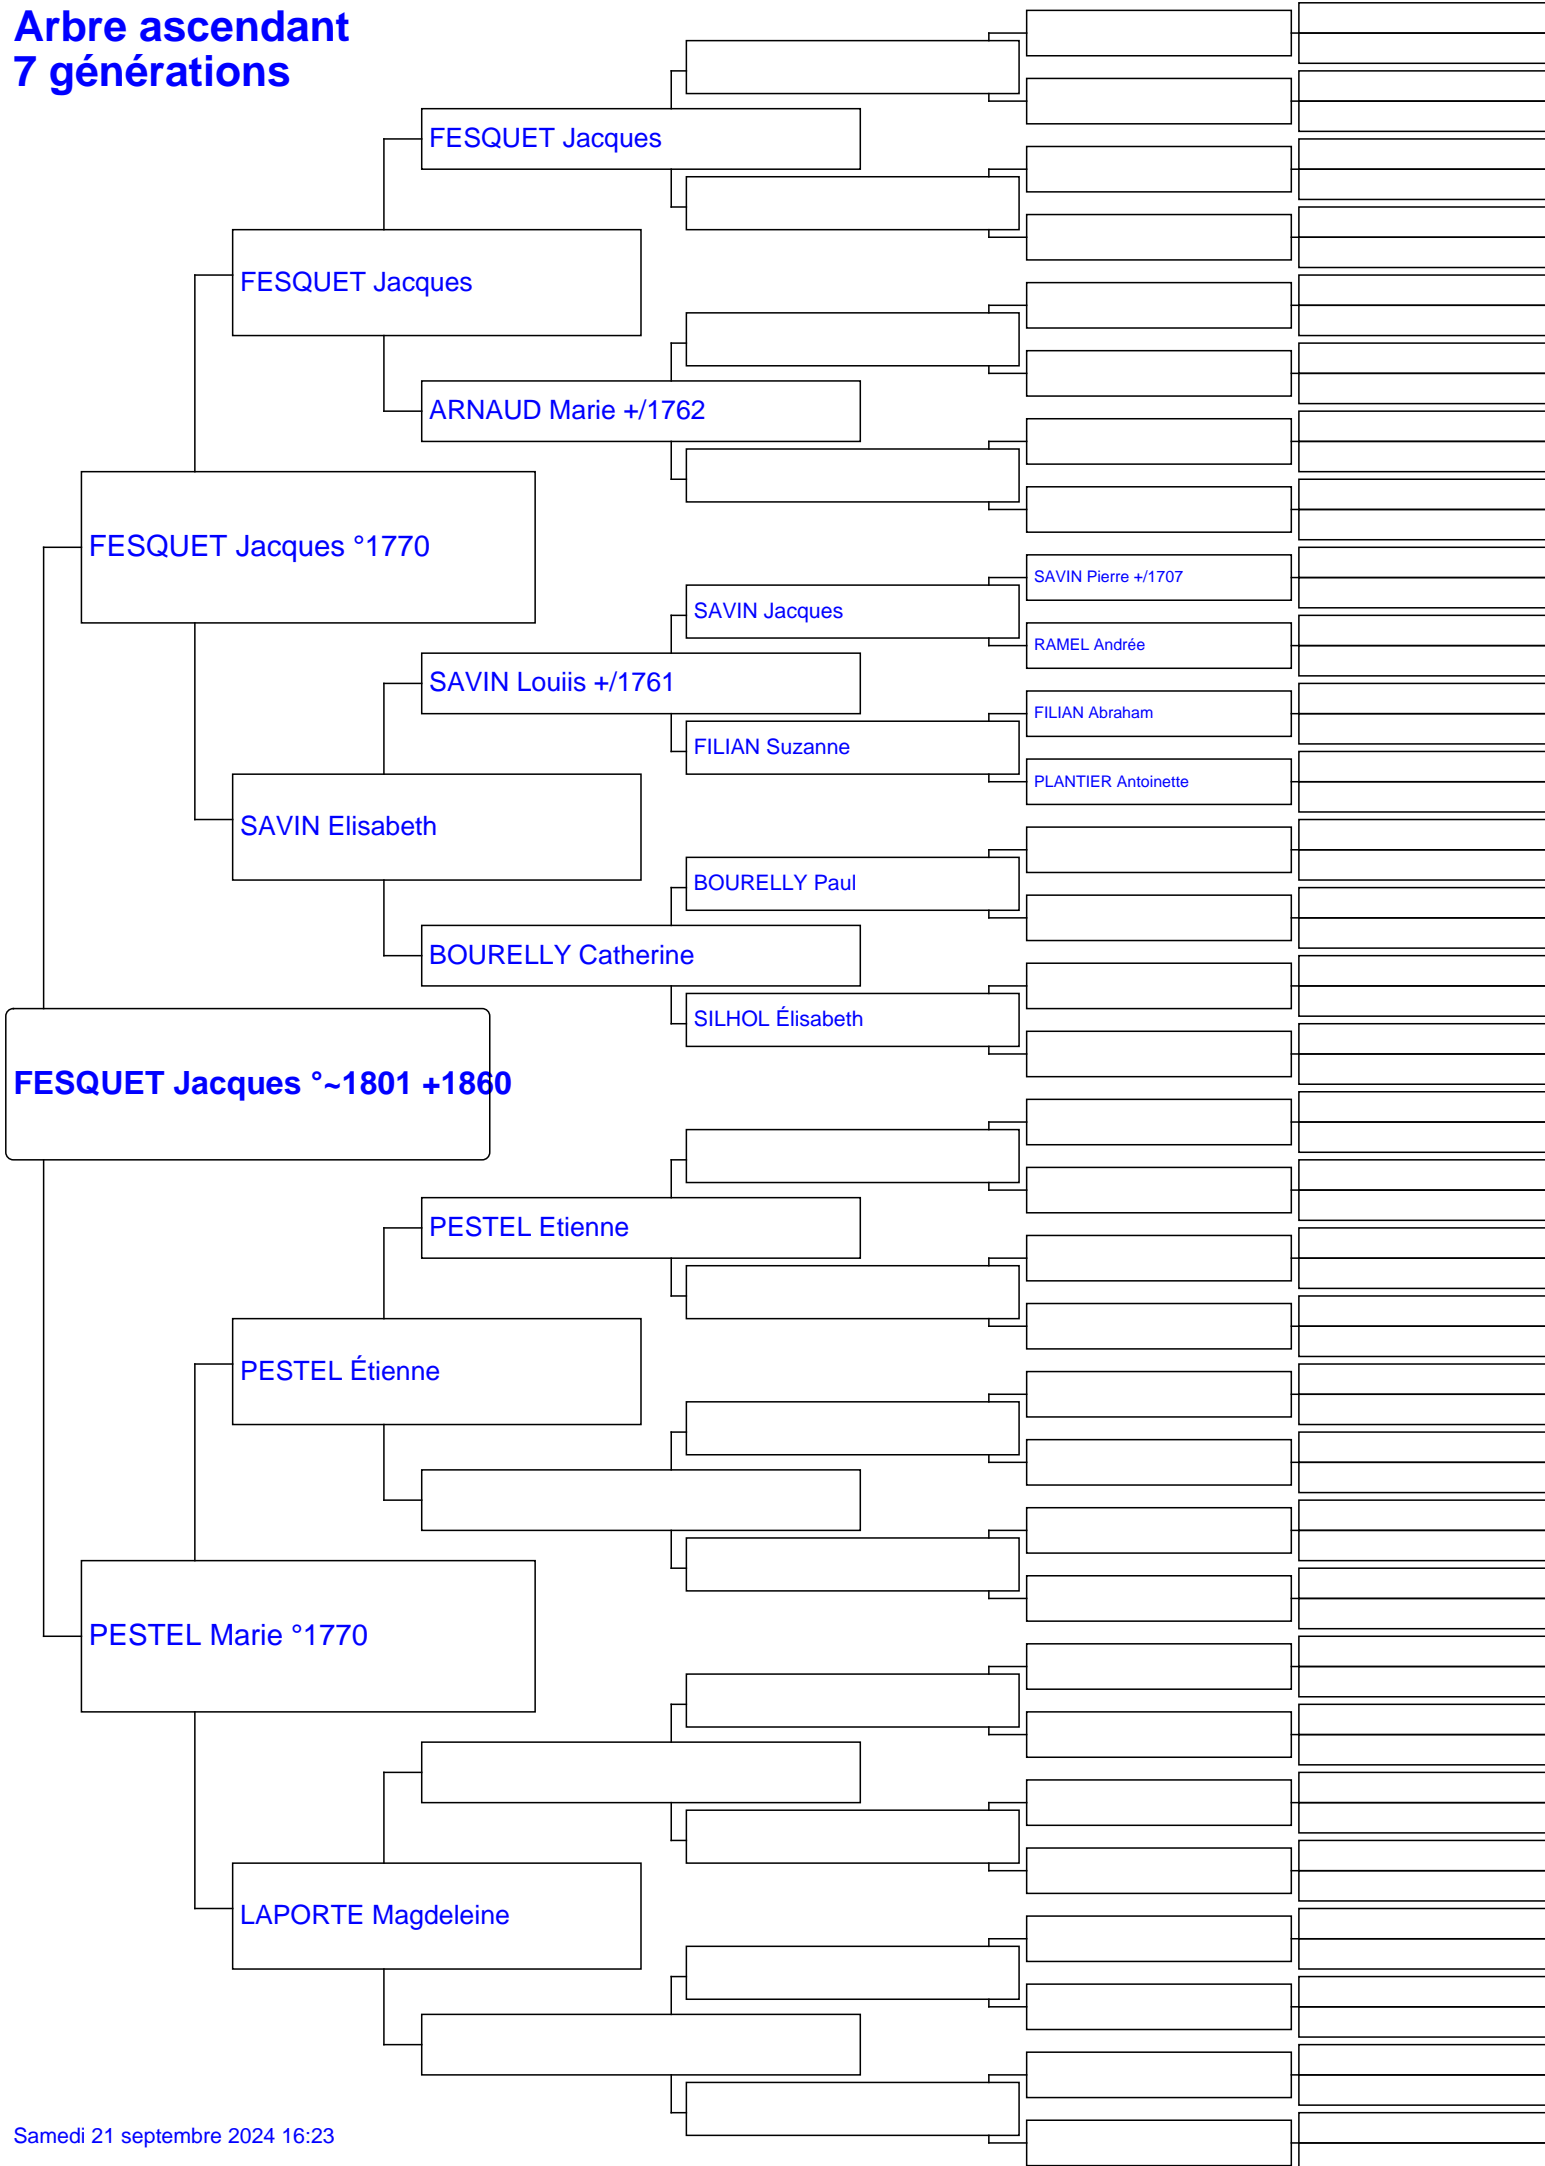 Arbre ascendant
7 générations
FESQUET Jacques
FESQUET Jacques
ARNAUD Marie +/1762
FESQUET Jacques °1770
SAVIN Pierre +/1707
SAVIN Jacques
RAMEL Andrée
SAVIN Louiis +/1761
FILIAN Abraham
FILIAN Suzanne
PLANTIER Antoinette
SAVIN Elisabeth
BOURELLY Paul
BOURELLY Catherine
SILHOL Élisabeth
FESQUET Jacques °~1801 +1860
PESTEL Etienne
PESTEL Étienne
PESTEL Marie °1770
LAPORTE Magdeleine
Samedi 21 septembre 2024 16:23